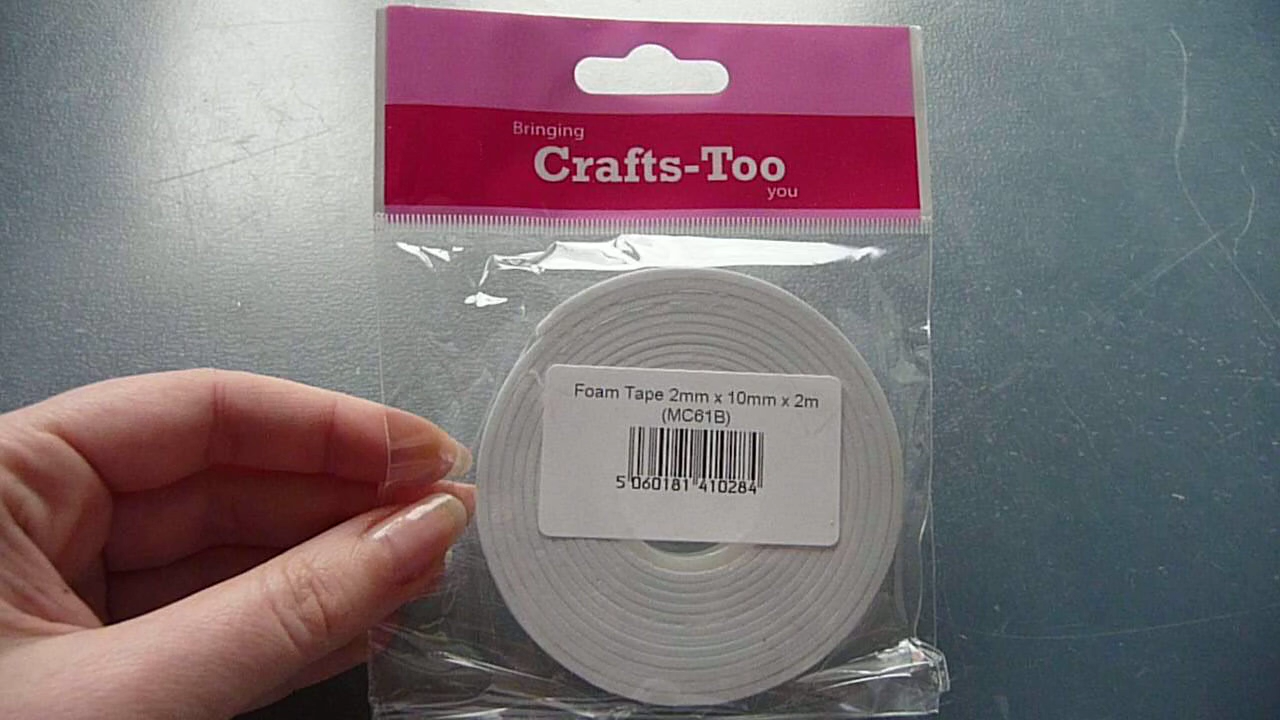 Bringing
Crafts-Too
you
Foam Tape 2mm x 10mm x 2m
(MC61B)
5 060181 410284